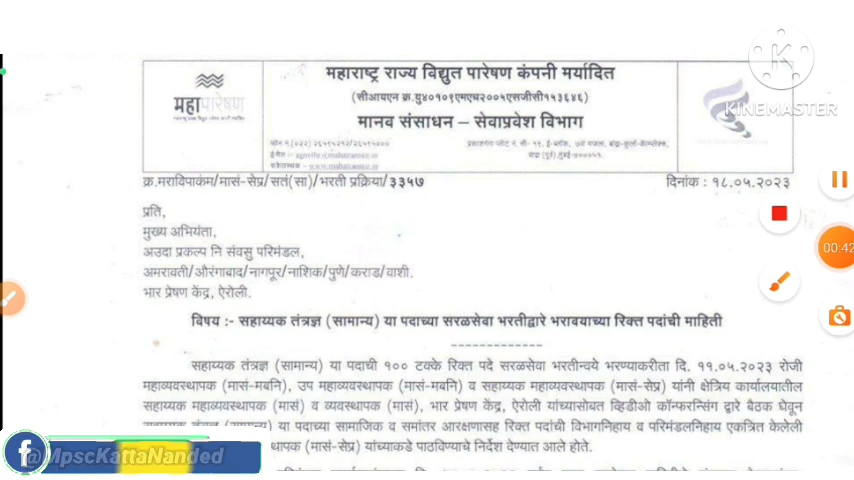 महाराष्ट्र राज्य विद्युत पारेषण कंपनी मर्यादित
(सीआयएन क्र.यु४०१०९एमएच२००५एसजीसी१५३६४६)
मानव संसाधन – सेवाप्रवेश विभाग
महापारेषण
KINEMASTER
क्र.मराविपाकंम/मासं-सेप्र/सतं(सा)/भरती प्रक्रिया/३३५७
दिनांक : १८.०५.२०२३
प्रति,
मुख्य अभियंता,
अउदा प्रकल्प नि संवसु परिमंडल,
अमरावती/औरंगाबाद/नागपूर/नाशिक/पुणे/कराड/वाशी.
भार प्रेषण केंद्र, ऐरोली.
विषय :- सहाय्यक तंत्रज्ञ (सामान्य) या पदाच्या सरळसेवा भरतीद्वारे भरावयाच्या रिक्त पदांची माहिती
सहाय्यक तंत्रज्ञ (सामान्य) या पदाची १०० टक्के रिक्त पदे सरळसेवा भरतीन्वये भरण्याकरीता दि. ११.०५.२०२३ रोजी
महाव्यवस्थापक (मासं-मबनि), उप महाव्यवस्थापक (मासं-मबनि) व सहाय्यक महाव्यवस्थापक (मासं-सेप्र) यांनी क्षेत्रिय कार्यालयातील
सहाय्यक महाव्यवस्थापक (मासं) व व्यवस्थापक (मासं), भार प्रेषण केंद्र, ऐरोली यांच्यासोबत व्हिडीओ कॉन्फरन्सिंग द्वारे बैठक घेवून
या पदाच्या सामाजिक व समांतर आरक्षणासह रिक्त पदांची विभागनिहाय व परिमंडलनिहाय एकत्रित केलेली
थापक (मासं-सेप्र) यांच्याकडे पाठविण्याचे निर्देश देण्यात आले होते.
00:42
@MpscKattaNanded